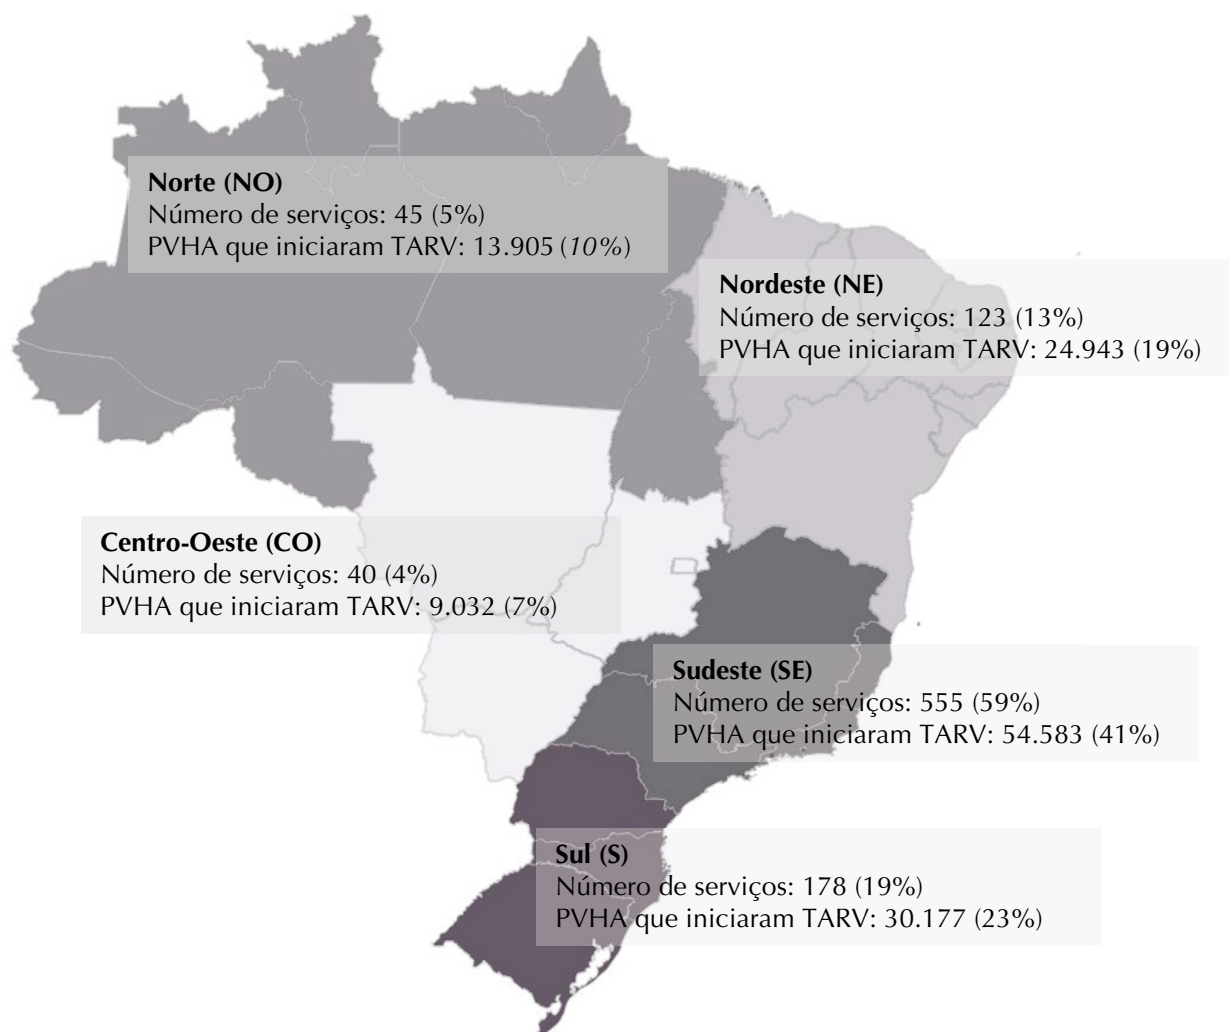 Norte (NO)
Número de serviços: 45 (5%)
PVHA que iniciaram TARV: 13.905 (10%)
Nordeste (NE)
Número de serviços: 123 (13%)
PVHA que iniciaram TARV: 24.943 (19%)
Centro-Oeste (CO)
Número de serviços: 40 (4%)
PVHA que iniciaram TARV: 9.032 (7%)
Sudeste (SE)
Número de serviços: 555 (59%)
PVHA que iniciaram TARV: 54.583 (41%)
Sul (S)
Número de serviços: 178 (19%)
PVHA que iniciaram TARV: 30.177 (23%)